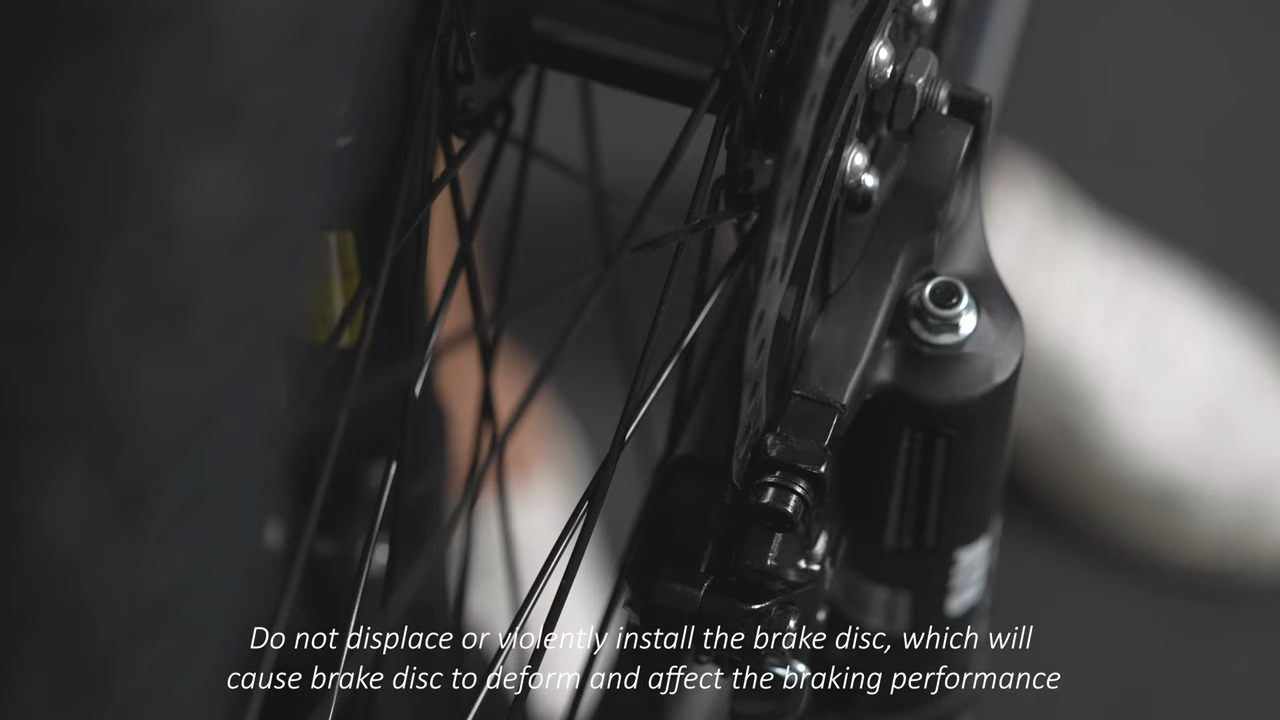 Do not displace or violently install the brake disc, which will
cause brake disc to deform and affect the braking performance